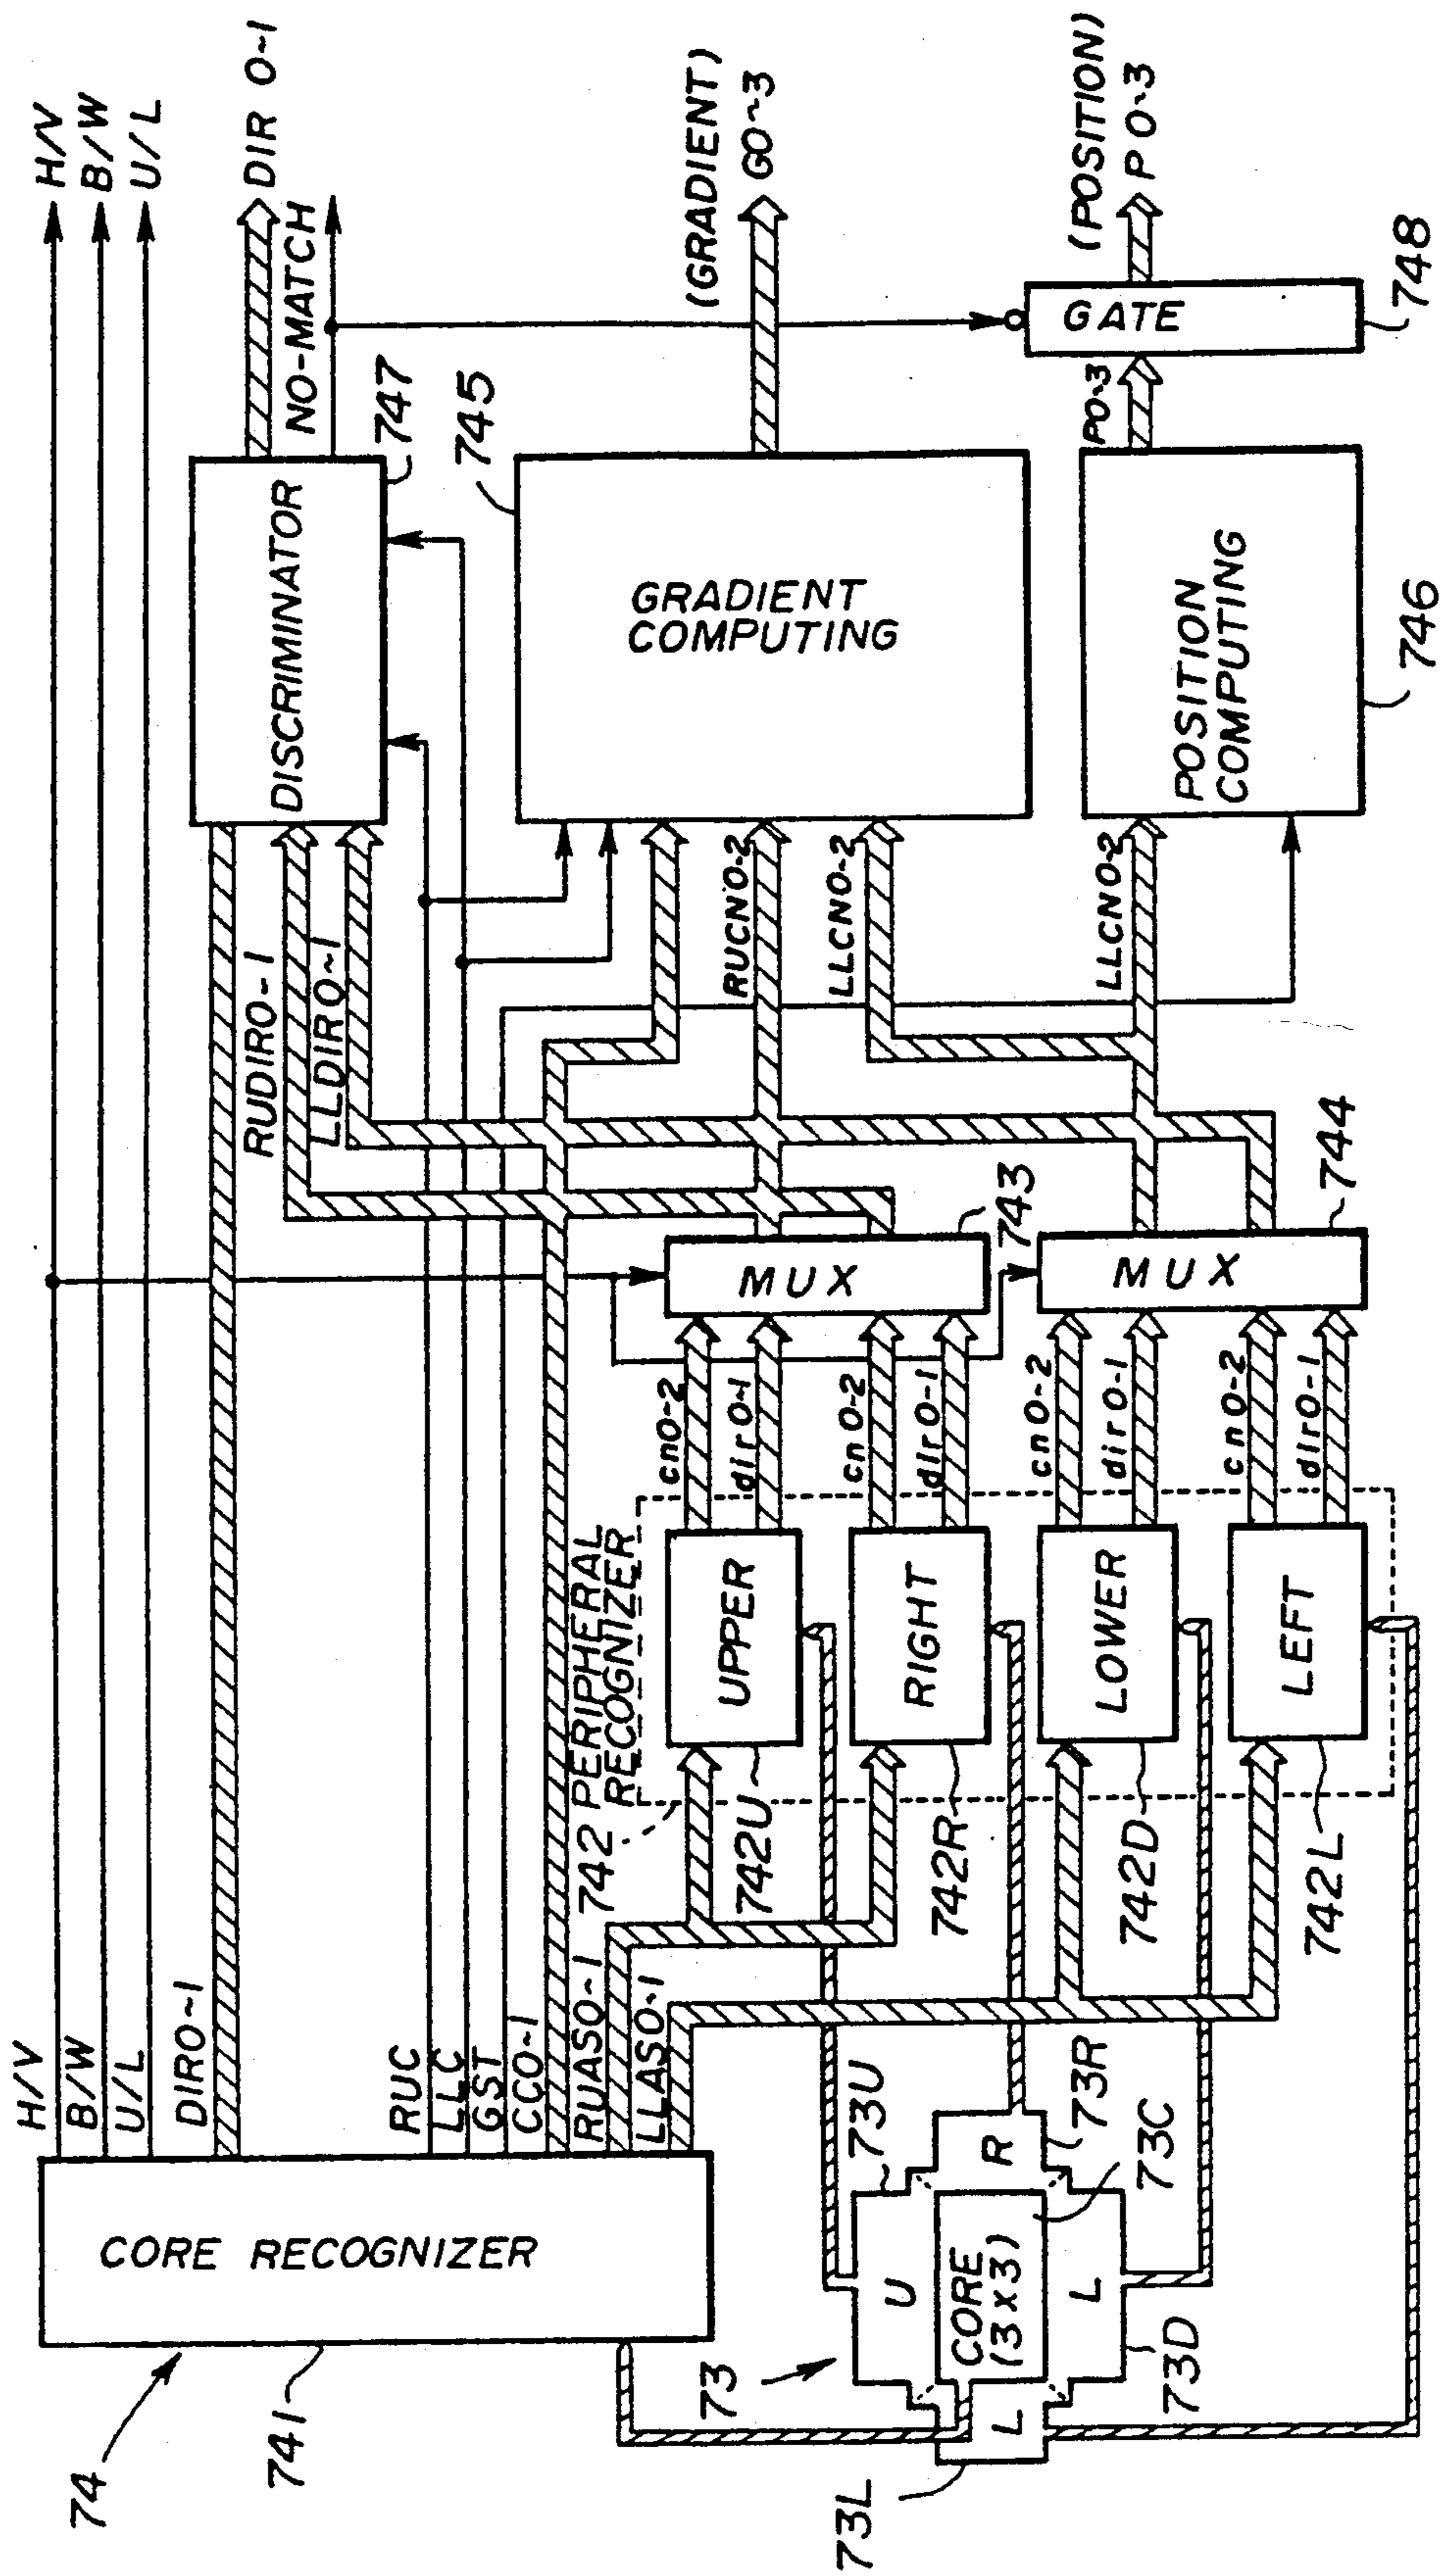 H/V
B/W
U/L
DIR 0~1
NO-MATCH
(GRADIENT)
G0~3
(POSITION)
P 0~3
747
745
748
GATE
P0-3
DISCRIMINATOR
GRADIENT
COMPUTING
POSITION
COMPUTING
746
RUDIR0-1
LLDIR0~1
RUCN0-2
LLCN0-2
LLCN0-2
743
744
MUX
MUX
cn0-2
dir0~1
cn0-2
dir0-1
cn0-2
dir0-1
cn0-2
dir0-1
742 PERIPHERAL
RECOGNIZER
UPPER
RIGHT
LOWER
LEFT
742U
742R
742D
742L
H/V
B/W
U/L
DIR0~1
RUC
LLC
GST
CC0~1
RUAS0~1
LLAS0~1
CORE RECOGNIZER
74
741
73
73U
73R
73C
73D
73L
U
R
L
L
CORE
(3×3)